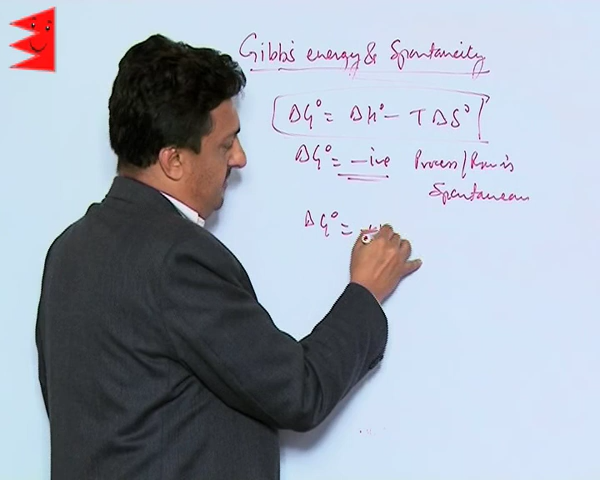 Gibbs energy & Spontaneity
ΔG° = ΔH° – TΔS°
ΔG° = –ive Process/Rxn is
Spontaneous
ΔG° =